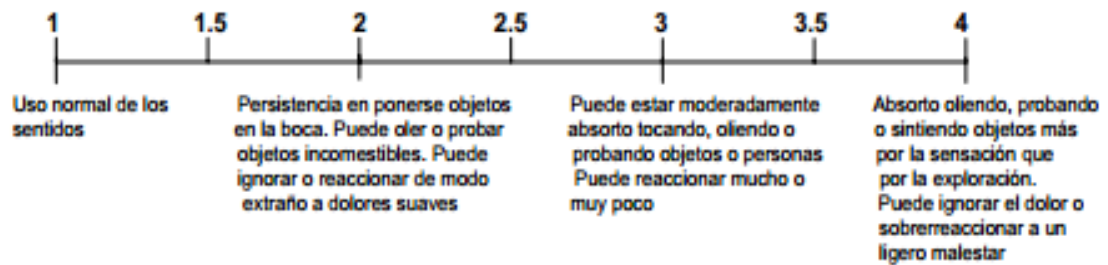 1 1.5 2 2.5 3 3.5 4
Uso normal de los
sentidos
Persistencia en ponerse objetos
en la boca. Puede oler o probar
objetos incomestibles. Puede
ignorar o reaccionar de modo
extraño a dolores suaves
Puede estar moderadamente
absorto tocando, oliendo o
probando objetos o personas
Puede reaccionar mucho o
muy poco
Absorto oliendo, probando
o sintiendo objetos más
por la sensación que
por la exploración.
Puede ignorar el dolor o
sobrerreaccionar a un
ligero malestar